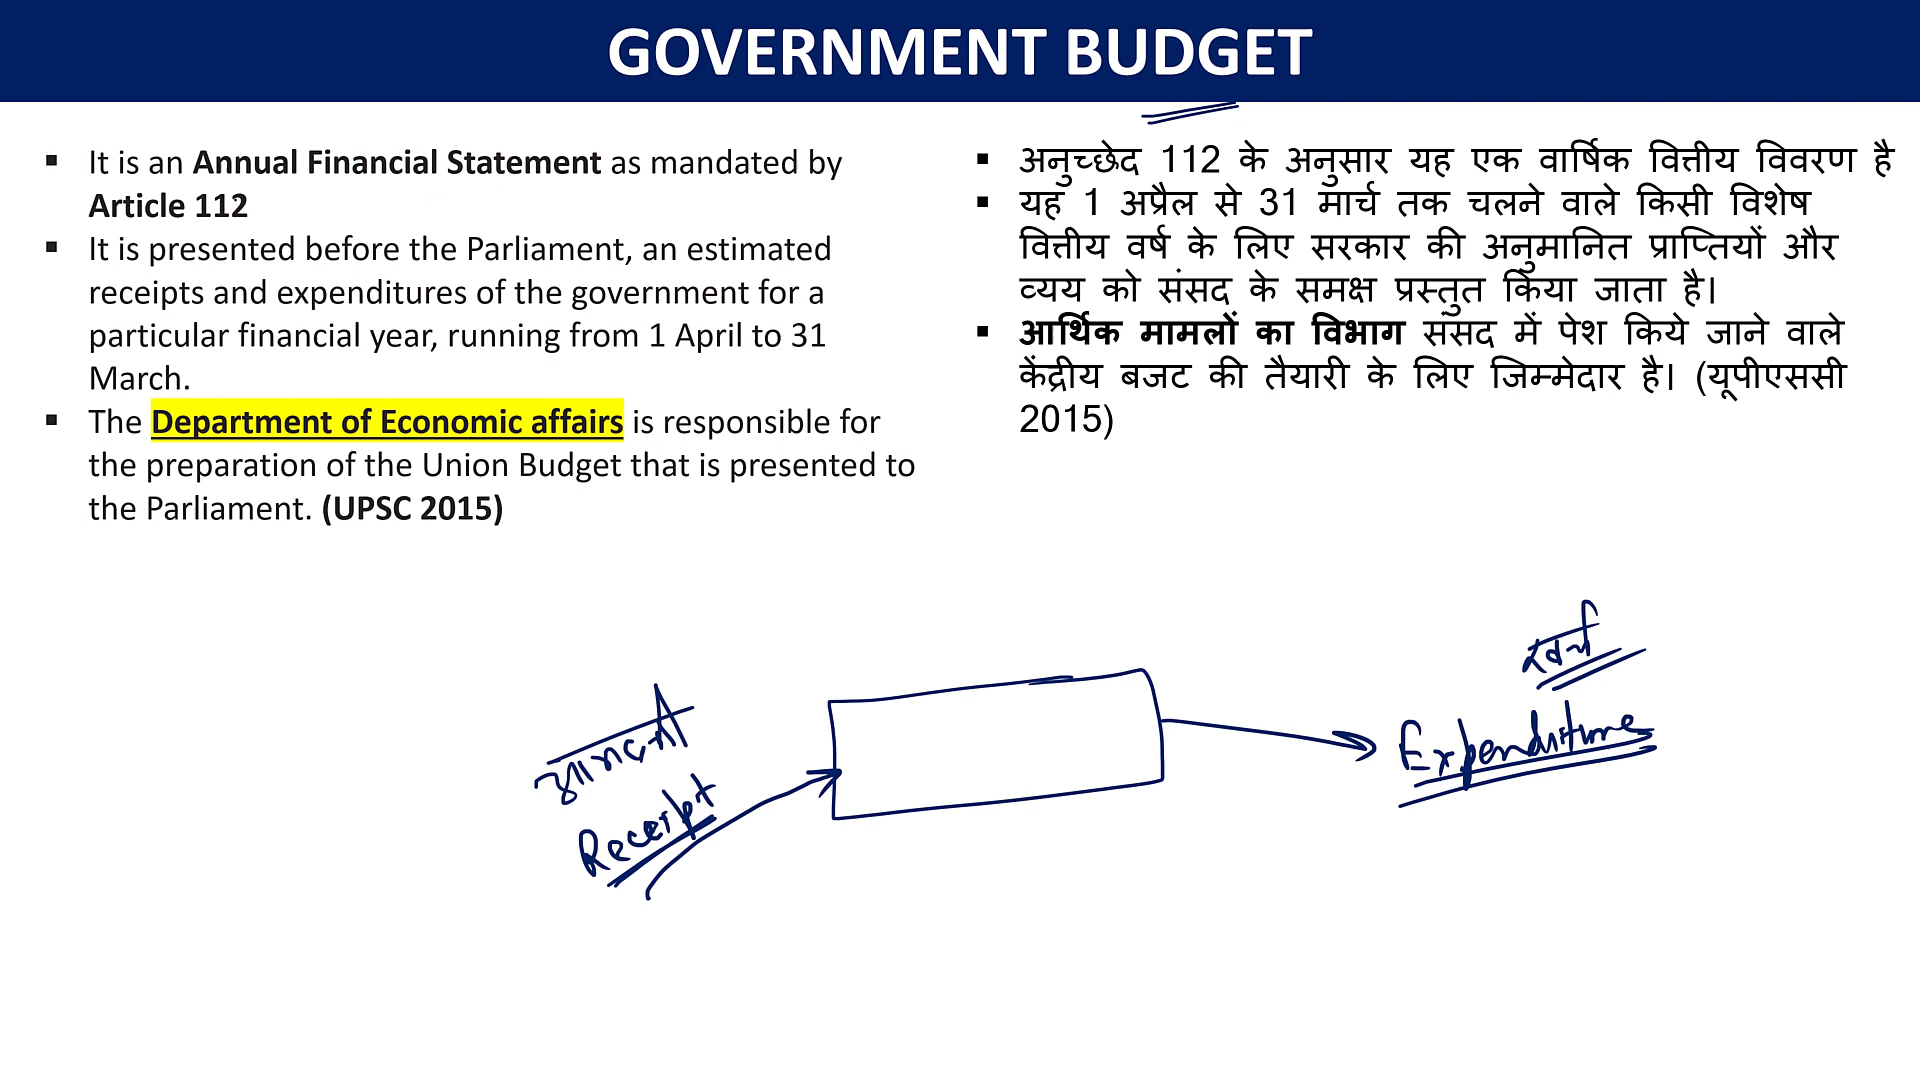 GOVERNMENT BUDGET
▪ It is an Annual Financial Statement as mandated by
Article 112
▪ It is presented before the Parliament, an estimated
receipts and expenditures of the government for a
particular financial year, running from 1 April to 31
March.
▪ The Department of Economic affairs is responsible for
the preparation of the Union Budget that is presented to
the Parliament. (UPSC 2015)
▪ अनुच्छेद 112 के अनुसार यह एक वार्षिक वित्तीय विवरण है
▪ यह 1 अप्रैल से 31 मार्च तक चलने वाले किसी विशेष
वित्तीय वर्ष के लिए सरकार की अनुमानित प्राप्तियों और
व्यय को संसद के समक्ष प्रस्तुत किया जाता है।
▪ आर्थिक मामलों का विभाग संसद में पेश किये जाने वाले
केंद्रीय बजट की तैयारी के लिए जिम्मेदार है। (यूपीएससी
2015)
आमदनी
Receipt
खर्च
Expenditure